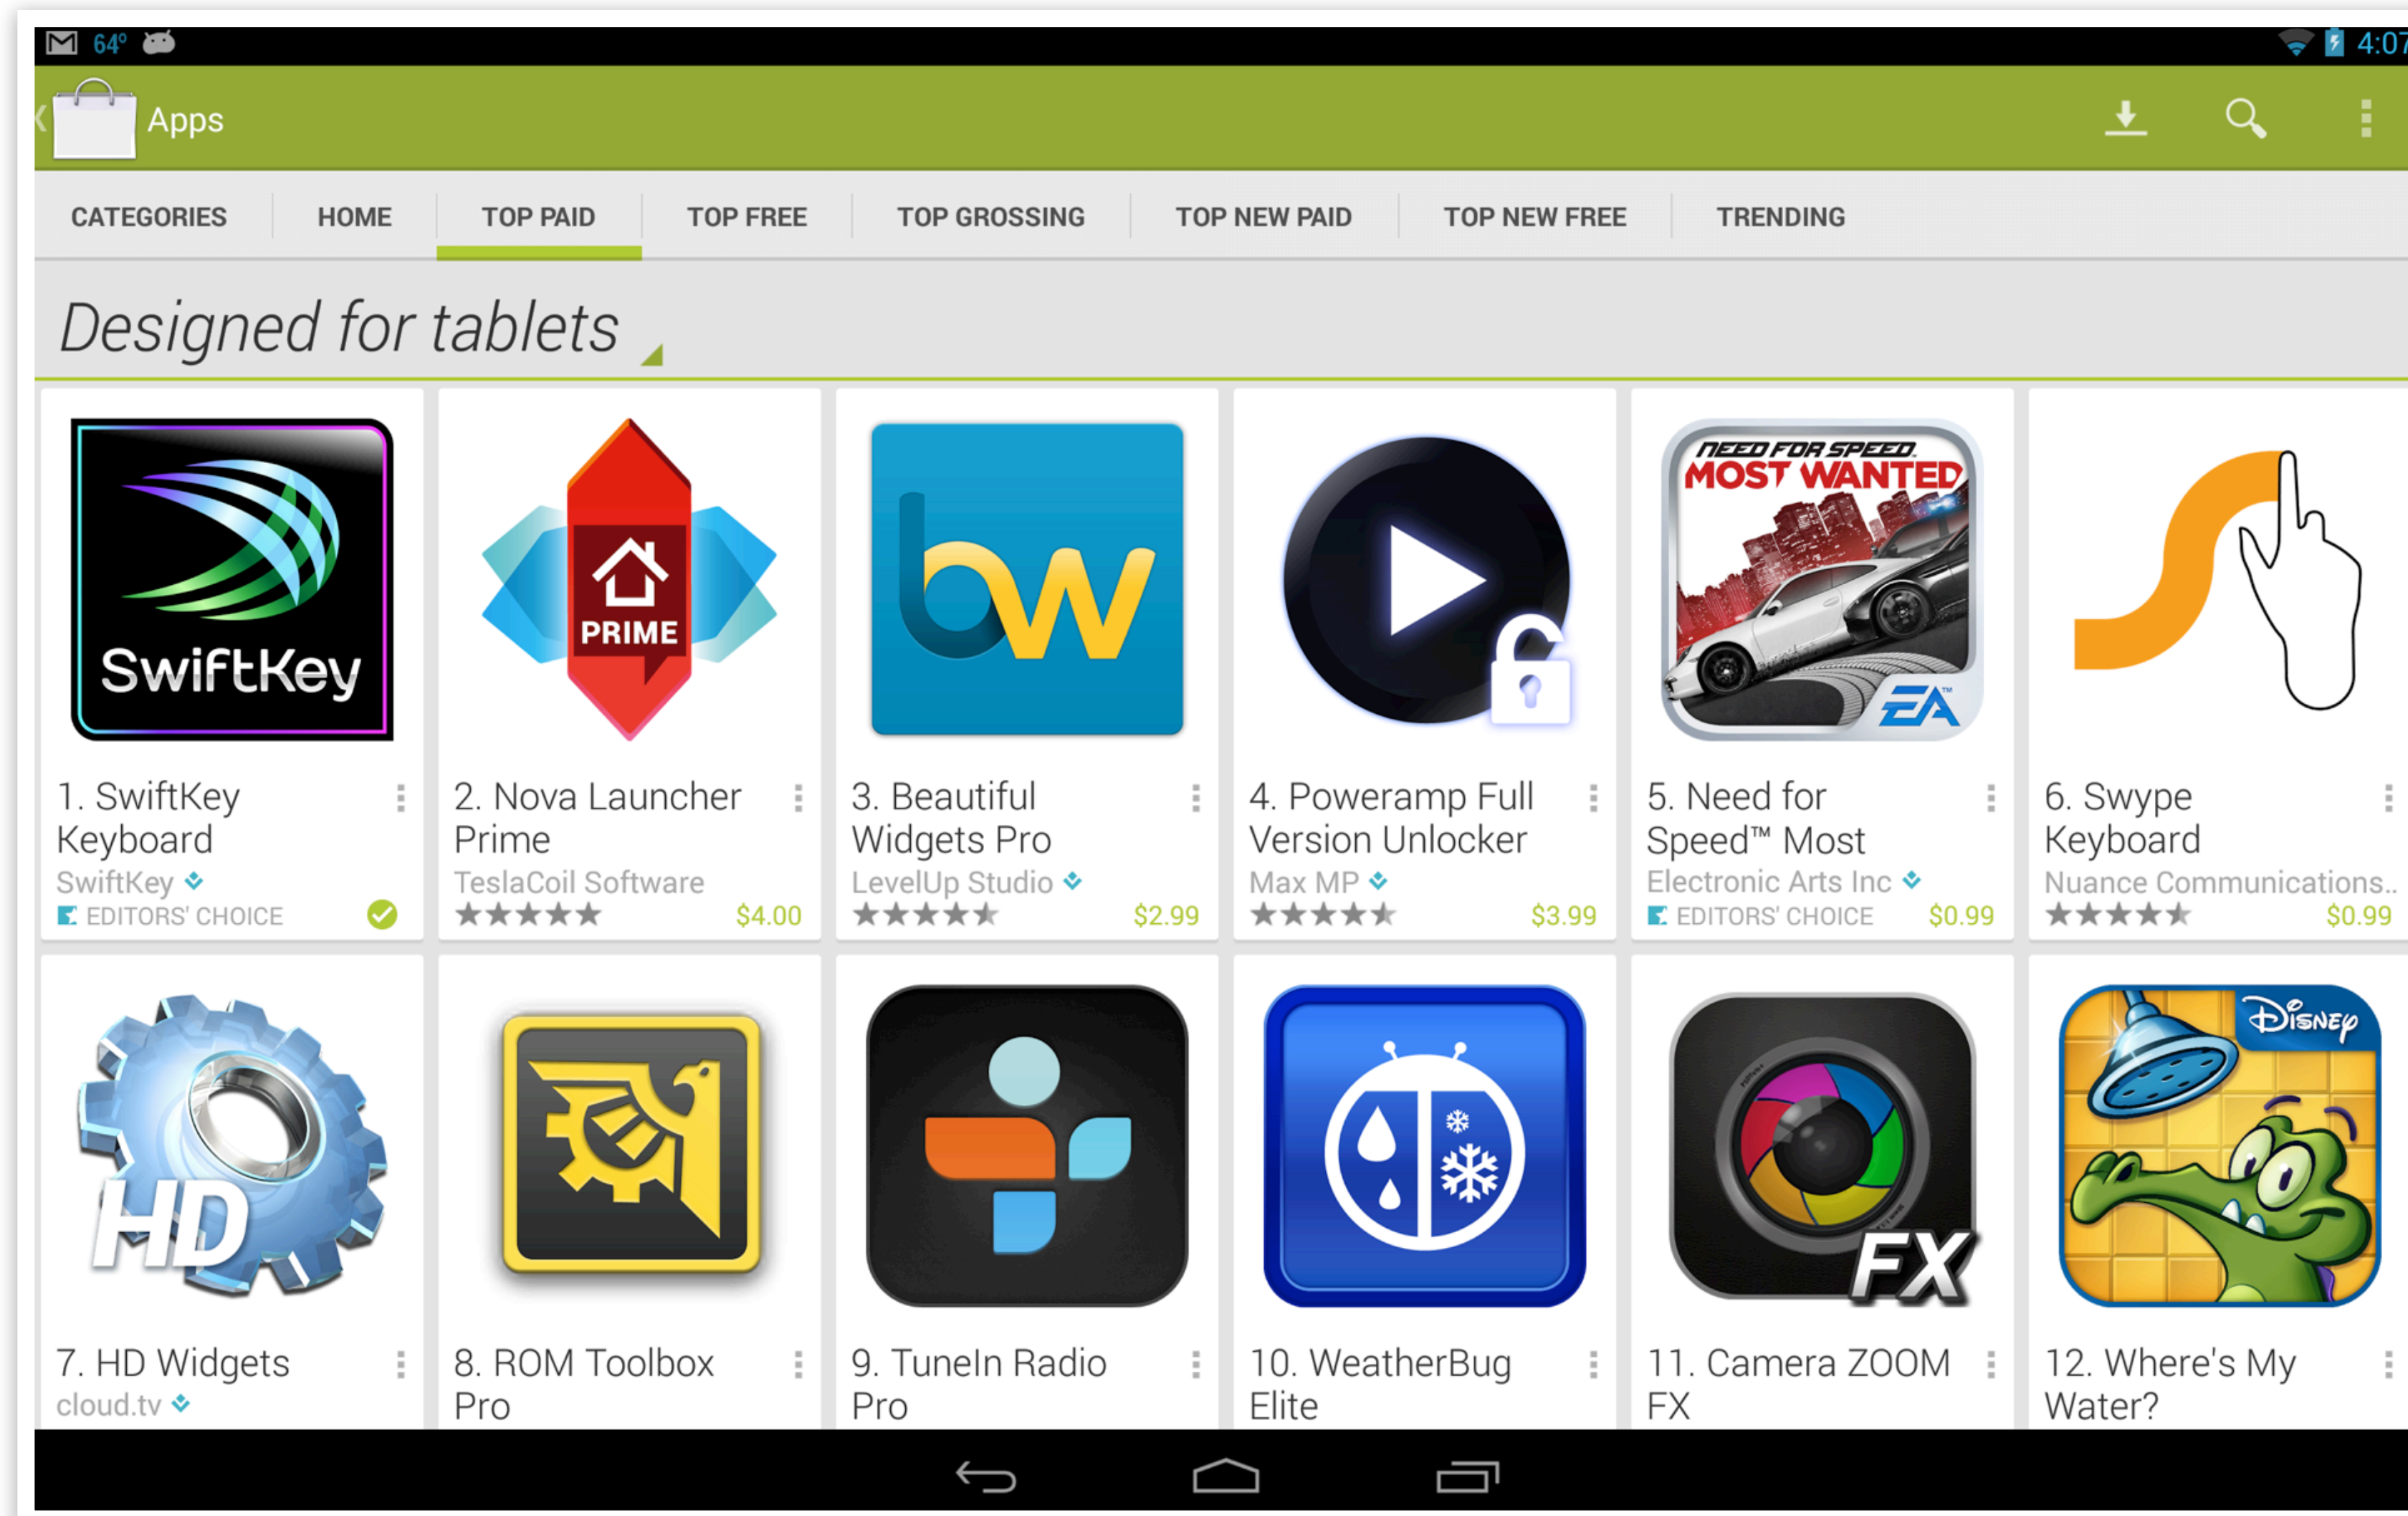 64°
4:07
Apps
CATEGORIES HOME TOP PAID TOP FREE TOP GROSSING TOP NEW PAID TOP NEW FREE TRENDING
Designed for tablets
SwiftKey
PRIME
bw
NEED FOR SPEED
MOST WANTED
EA™
1. SwiftKey
Keyboard
SwiftKey
EDITORS' CHOICE
2. Nova Launcher
Prime
TeslaCoil Software
$4.00
3. Beautiful
Widgets Pro
LevelUp Studio
$2.99
4. Poweramp Full
Version Unlocker
Max MP
$3.99
5. Need for
Speed™ Most
Electronic Arts Inc
EDITORS' CHOICE $0.99
6. Swype
Keyboard
Nuance Communications..
$0.99
HD
FX
DISNEY
7. HD Widgets
cloud.tv
8. ROM Toolbox
Pro
9. TuneIn Radio
Pro
10. WeatherBug
Elite
11. Camera ZOOM
FX
12. Where's My
Water?